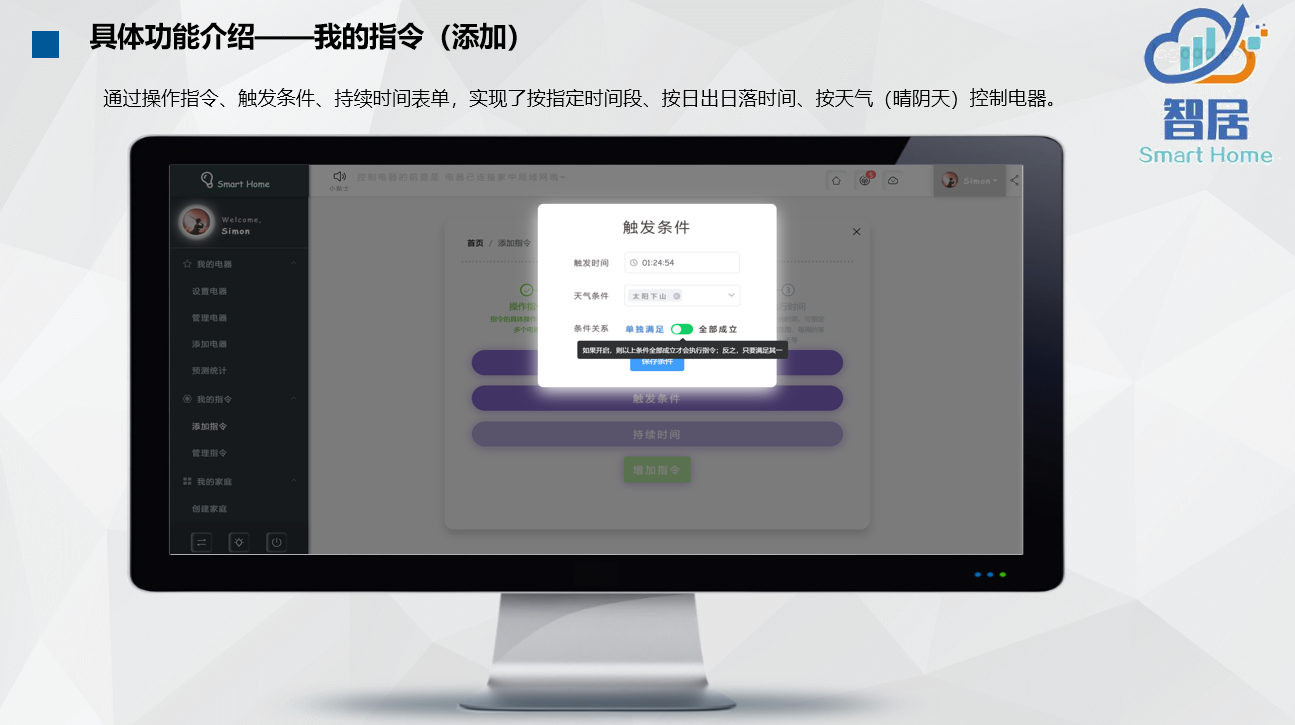 具体功能介绍——我的指令（添加）
通过操作指令、触发条件、持续时间表单，实现了按指定时间段、按日出日落时间、按天气（晴阴天）控制电器。
智居
Smart Home
Smart Home
小贴士
控制电器的前提是 电器已连接家中局域网哦~
5
Simon
Welcome,
Simon
我的电器
设置电器
管理电器
添加电器
预测统计
我的指令
添加指令
管理指令
我的家庭
创建家庭
首页 / 添加指令
触发条件
触发时间 01:24:54
天气条件 太阳下山
条件关系 单独满足 全部成立
如果开启，则以上条件全部成立才会执行指令；反之，只要满足其一
保存条件
3
操作指
行时间
触发条件
持续时间
增加指令